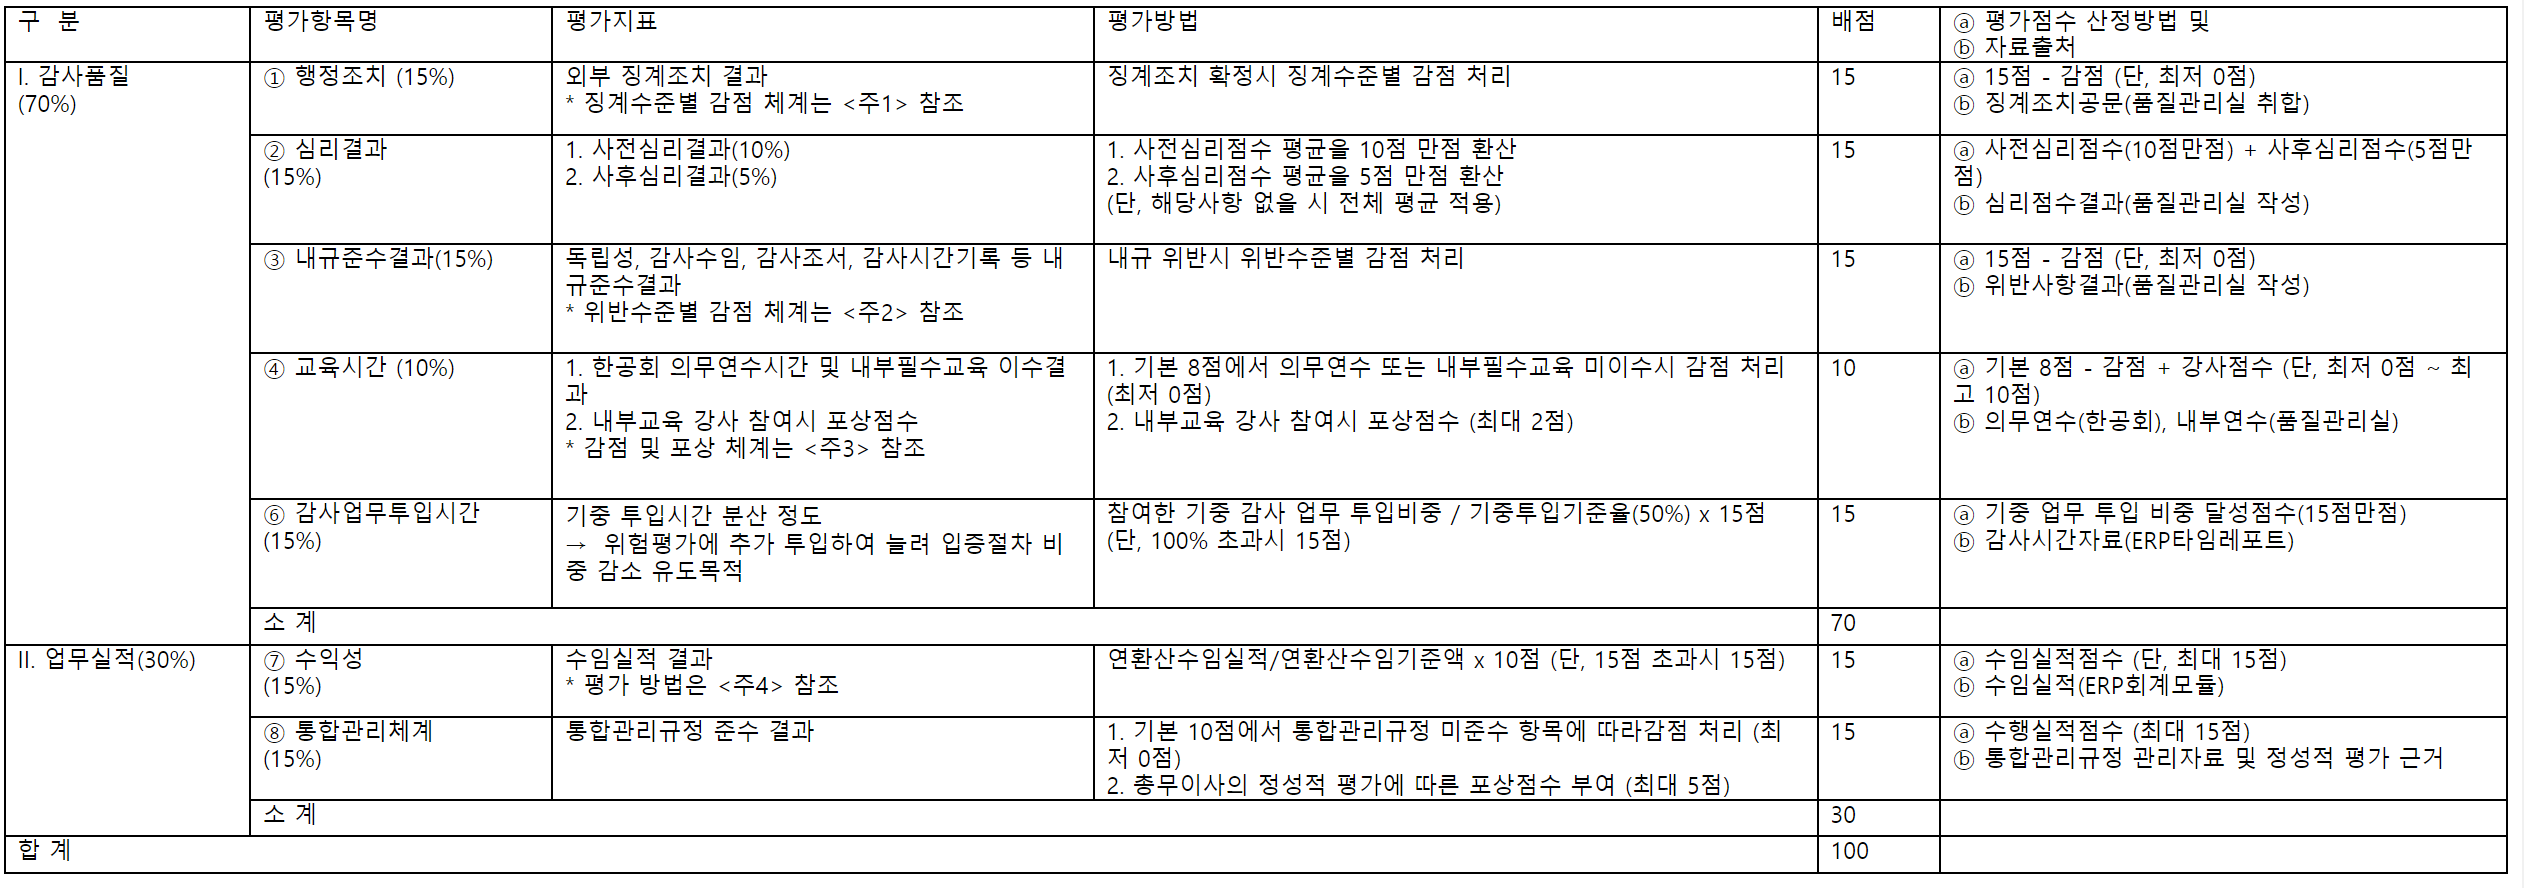 구 분 평가항목명 평가지표 평가방법 배점 ⓐ 평가점수 산정방법 및
ⓑ 자료출처
I. 감사품질
(70%)
① 행정조치 (15%)
외부 징계조치 결과
* 징계수준별 감점 체계는 <주1> 참조
징계조치 확정시 징계수준별 감점 처리
15
ⓐ 15점 - 감점 (단, 최저 0점)
ⓑ 징계조치공문(품질관리실 취합)
② 심리결과
(15%)
1. 사전심리결과(10%)
2. 사후심리결과(5%)
1. 사전심리점수 평균을 10점 만점 환산
2. 사후심리점수 평균을 5점 만점 환산
(단, 해당사항 없을 시 전체 평균 적용)
15
ⓐ 사전심리점수(10점만점) + 사후심리점수(5점만
점)
ⓑ 심리점수결과(품질관리실 작성)
③ 내규준수결과(15%)
독립성, 감사수임, 감사조서, 감사시간기록 등 내
규준수결과
* 위반수준별 감점 체계는 <주2> 참조
내규 위반시 위반수준별 감점 처리
15
ⓐ 15점 - 감점 (단, 최저 0점)
ⓑ 위반사항결과(품질관리실 작성)
④ 교육시간 (10%)
1. 한공회 의무연수시간 및 내부필수교육 이수결
과
2. 내부교육 강사 참여시 포상점수
* 감점 및 포상 체계는 <주3> 참조
1. 기본 8점에서 의무연수 또는 내부필수교육 미이수시 감점 처리
(최저 0점)
2. 내부교육 강사 참여시 포상점수 (최대 2점)
10
ⓐ 기본 8점 - 감점 + 강사점수 (단, 최저 0점 ~ 최
고 10점)
ⓑ 의무연수(한공회), 내부연수(품질관리실)
⑥ 감사업무투입시간
(15%)
기중 투입시간 분산 정도
→ 위험평가에 추가 투입하여 늘려 입증절차 비
중 감소 유도목적
참여한 기중 감사 업무 투입비중 / 기중투입기준율(50%) x 15점
(단, 100% 초과시 15점)
15
ⓐ 기중 업무 투입 비중 달성점수(15점만점)
ⓑ 감사시간자료(ERP타임레포트)
소 계 70
II. 업무실적(30%)
⑦ 수익성
(15%)
수임실적 결과
* 평가 방법은 <주4> 참조
연환산수임실적/연환산수임기준액 x 10점 (단, 15점 초과시 15점)
15
ⓐ 수임실적점수 (단, 최대 15점)
ⓑ 수임실적(ERP회계모듈)
⑧ 통합관리체계
(15%)
통합관리규정 준수 결과
1. 기본 10점에서 통합관리규정 미준수 항목에 따라감점 처리 (최
저 0점)
2. 총무이사의 정성적 평가에 따른 포상점수 부여 (최대 5점)
15
ⓐ 수행실적점수 (최대 15점)
ⓑ 통합관리규정 관리자료 및 정성적 평가 근거
소 계 30
합 계 100